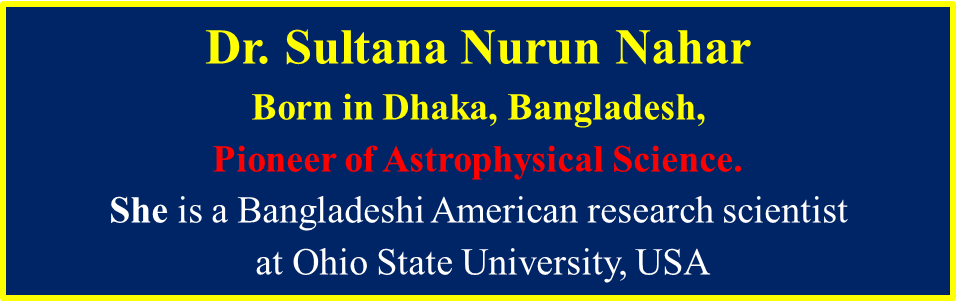 Dr. Sultana Nurun Nahar
Born in Dhaka, Bangladesh,
Pioneer of Astrophysical Science.
She is a Bangladeshi American research scientist
at Ohio State University, USA